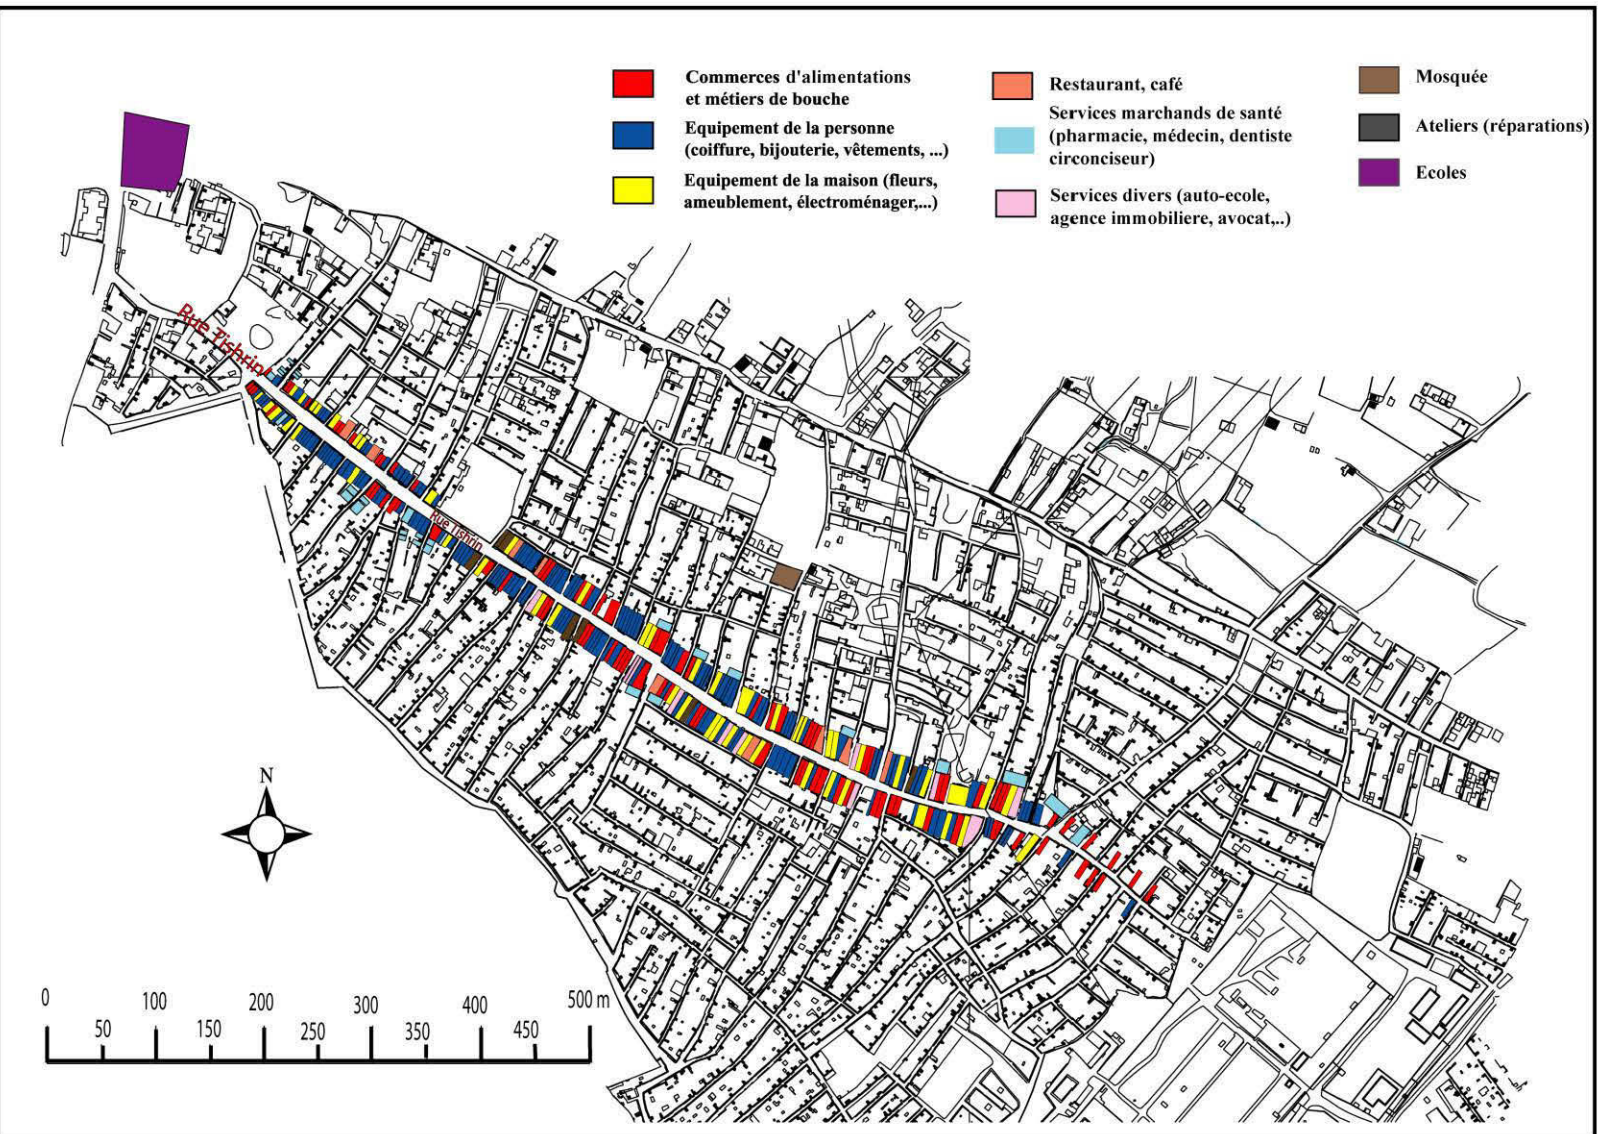 Commerces d'alimentations
et métiers de bouche
Equipement de la personne
(coiffure, bijouterie, vêtements, ...)
Equipement de la maison (fleurs,
ameublement, électroménager,...)
Restaurant, café
Services marchands de santé
(pharmacie, médecin, dentiste
circonciseur)
Services divers (auto-ecole,
agence immobiliere, avocat,..)
Mosquée
Ateliers (réparations)
Ecoles
Rue Tishrin
Rue Tishrin
N
0 100 200 300 400 500 m
50 150 250 350 450